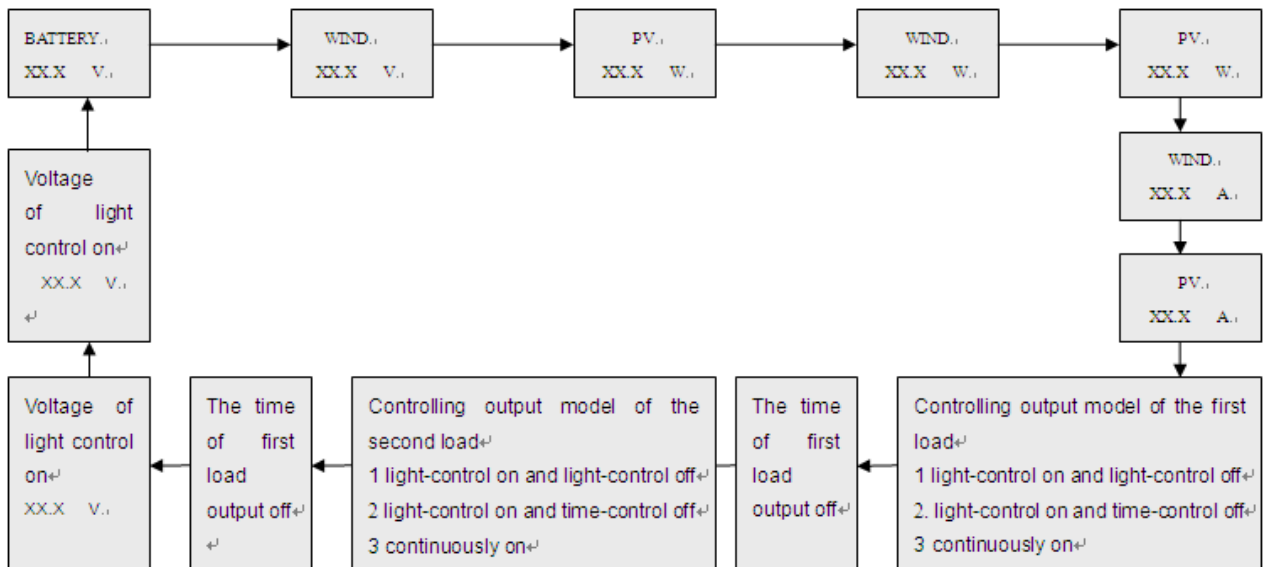 BATTERY
XX.X V
WIND
XX.X V
PV
XX.X W
WIND
XX.X W
PV
XX.X W
WIND
XX.X A
PV
XX.X A
Controlling output model of the first
load
1 light-control on and light-control off
2. light-control on and time-control off
3 continuously on
The time
of first
load
output off
Controlling output model of the
second load
1 light-control on and light-control off
2 light-control on and time-control off
3 continuously on
The time
of first
load
output off
Voltage of
light control
on
XX.X V
Voltage
of light
control on
XX.X V